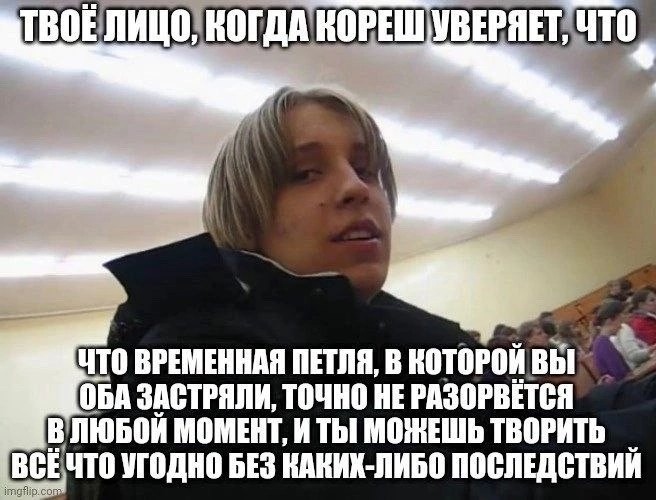 ТВОЁ ЛИЦО, КОГДА КОРЕШ УВЕРЯЕТ, ЧТО
ЧТО ВРЕМЕННАЯ ПЕТЛЯ, В КОТОРОЙ ВЫ
ОБА ЗАСТРЯЛИ, ТОЧНО НЕ РАЗОРВЁТСЯ
В ЛЮБОЙ МОМЕНТ, И ТЫ МОЖЕШЬ ТВОРИТЬ
ВСЁ ЧТО УГОДНО БЕЗ КАКИХ-ЛИБО ПОСЛЕДСТВИЙ
imgflip.com